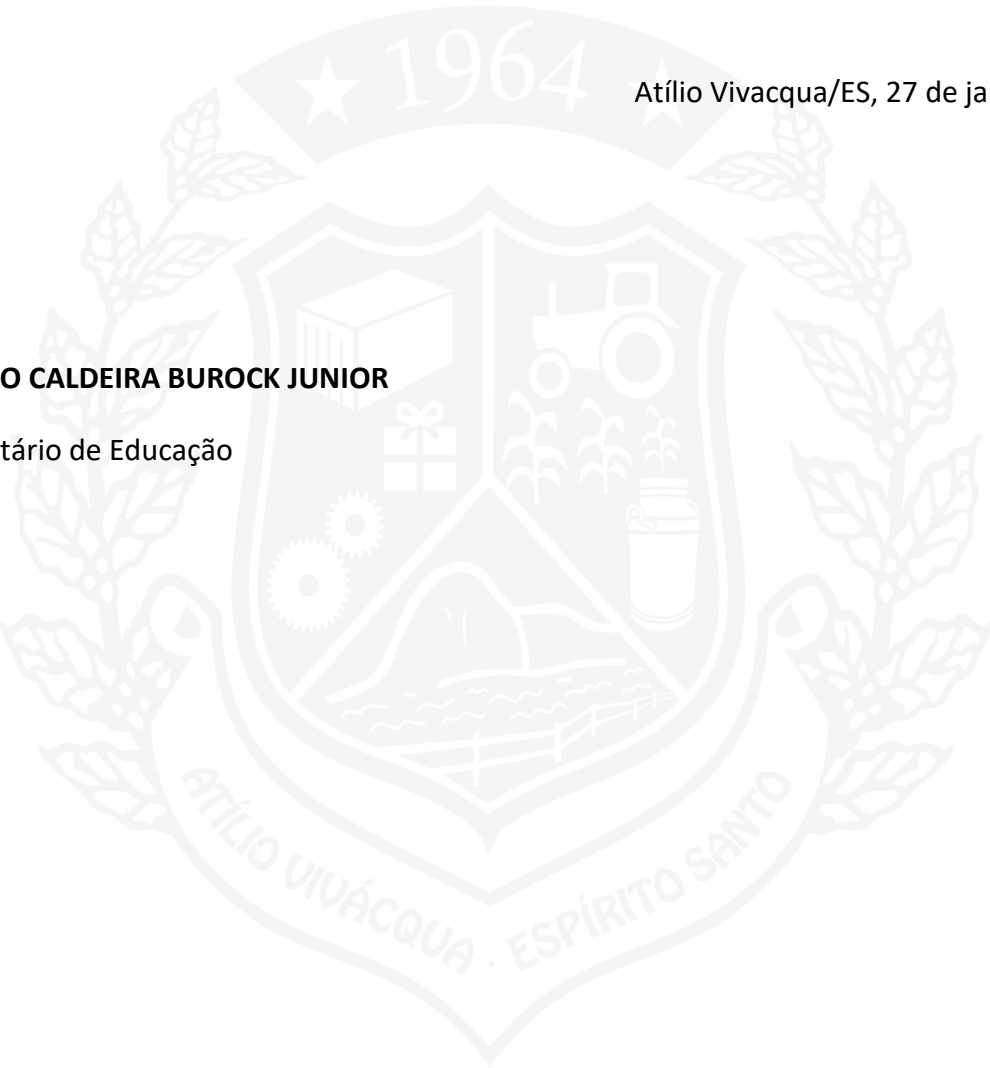 1964
Atílio Vivacqua/ES, 27 de ja
O CALDEIRA BUROCK JUNIOR
tário de Educação
ATÍLIO VIVÁCQUA · ESPÍRITO SANTO